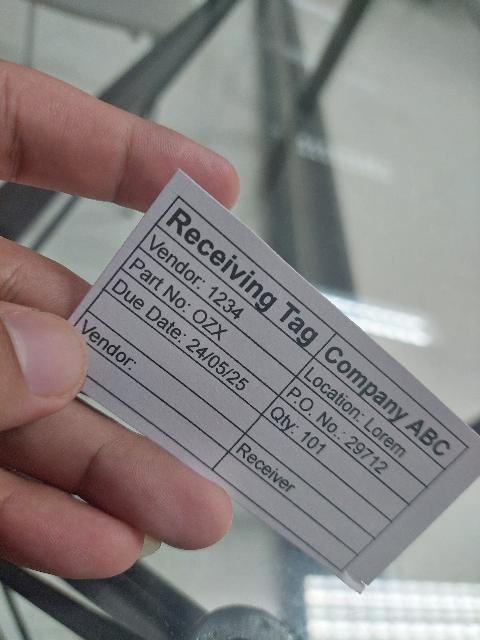 Receiving Tag Company ABC
Vendor: 1234 Location: Lorem
Part No: OZX P.O. No.: 29712
Due Date: 24/05/25 Qty: 101
Vendor: Receiver